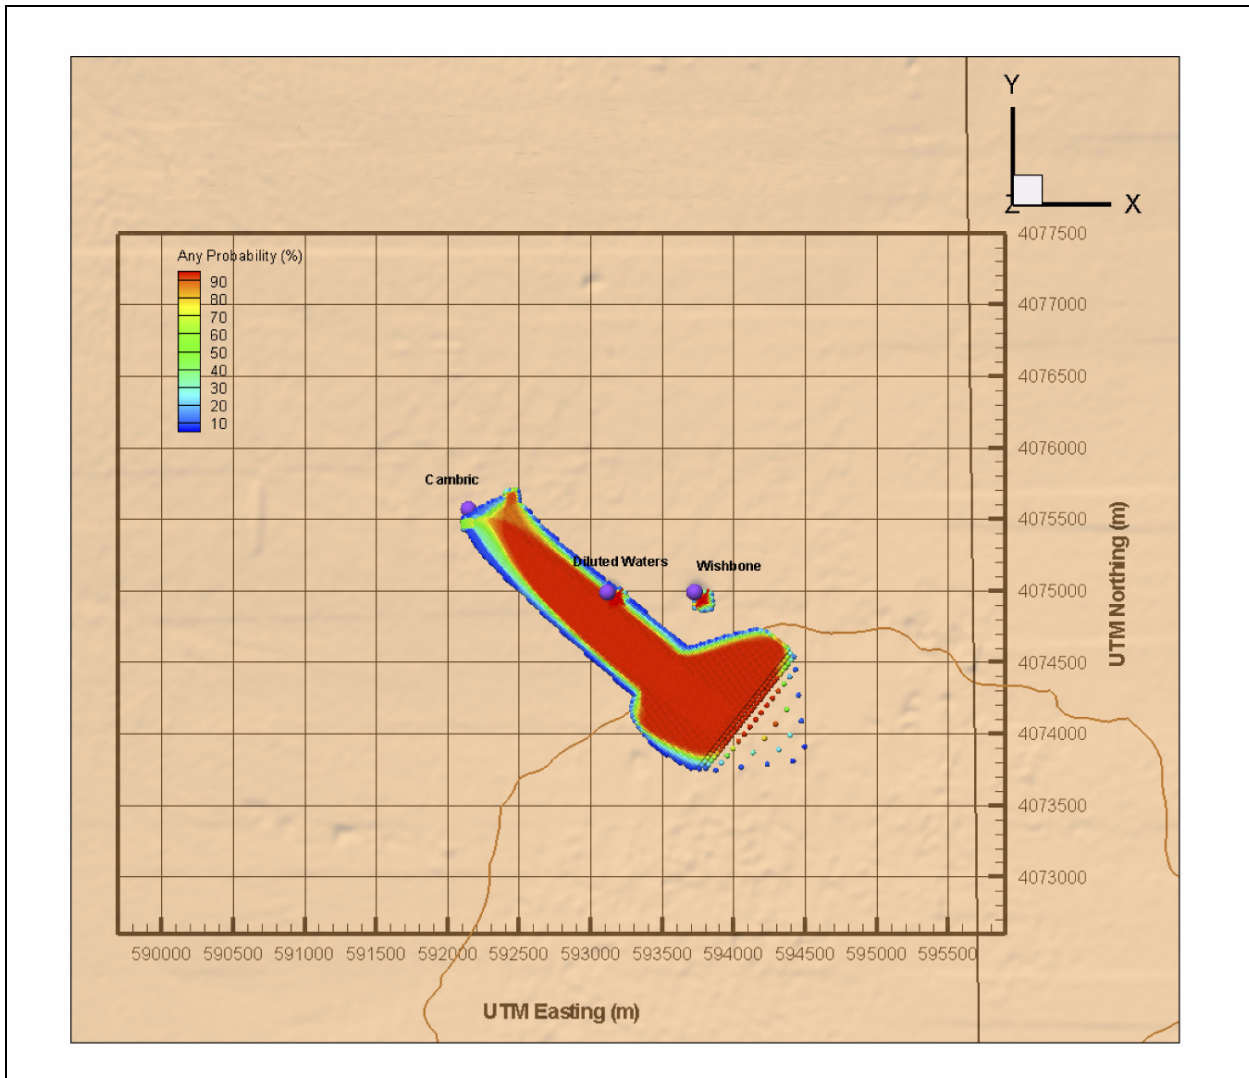 Y
Z
X
4077500
Any Probability (%)
90
80
70
60
50
40
30
20
10
4077000
4076500
4076000
Cambric
4075500
Diluted Waters
Wishbone
4075000
4074500
4074000
4073500
4073000
UTM Northing (m)
590000 590500 591000 591500 592000 592500 593000 593500 594000 594500 595000 595500
UTM Easting (m)